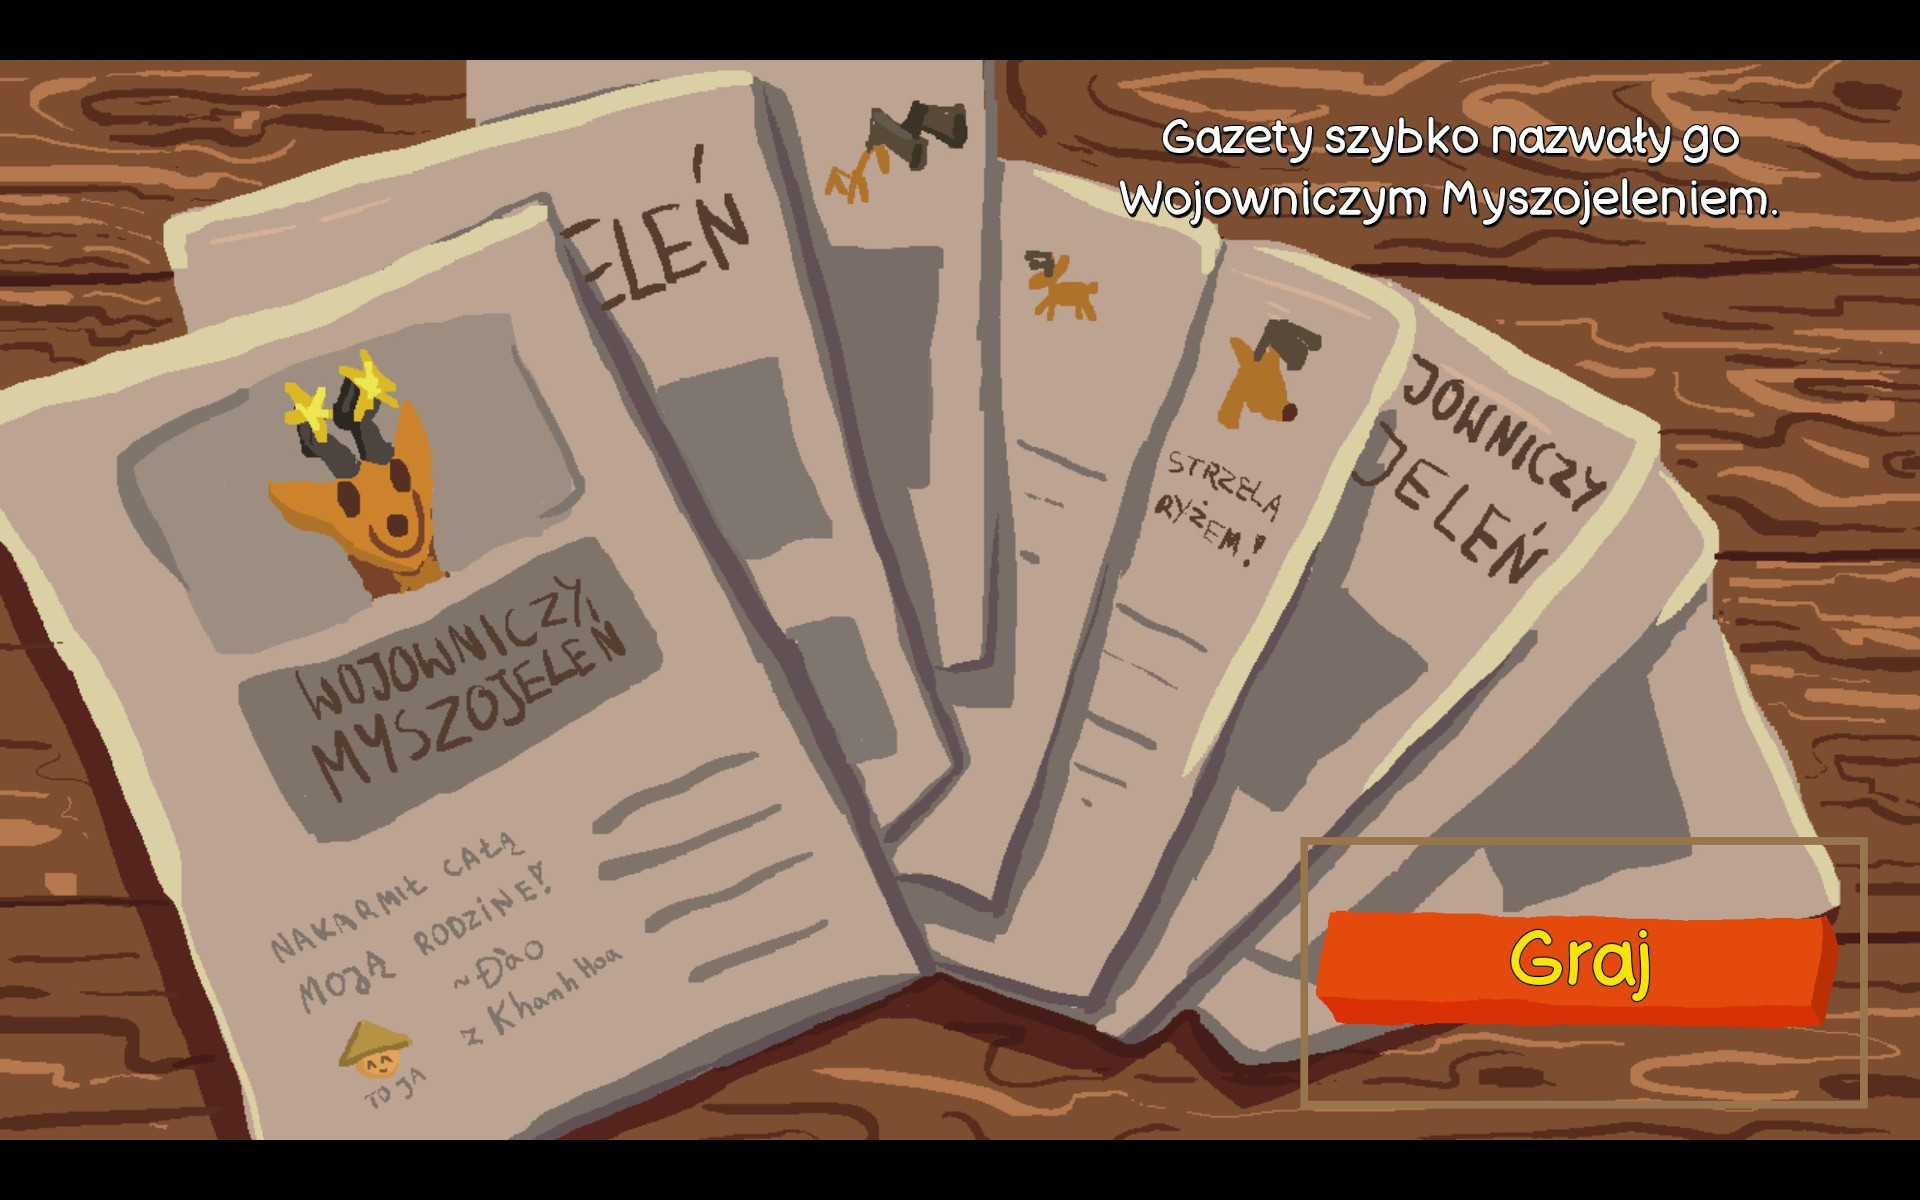 Gazety szybko nazwały go
Wojowniczym Myszojeleniem.
ELEŃ
STRZELA
RYŻEM!
JOWNICZY
JELEŃ
WOJOWNICZY
MYSZOJELEŃ
NAKARMIŁ CAŁĄ
MOJĄ RODZINE!
~Đào
z Khanh Hoa
TO JA
Graj